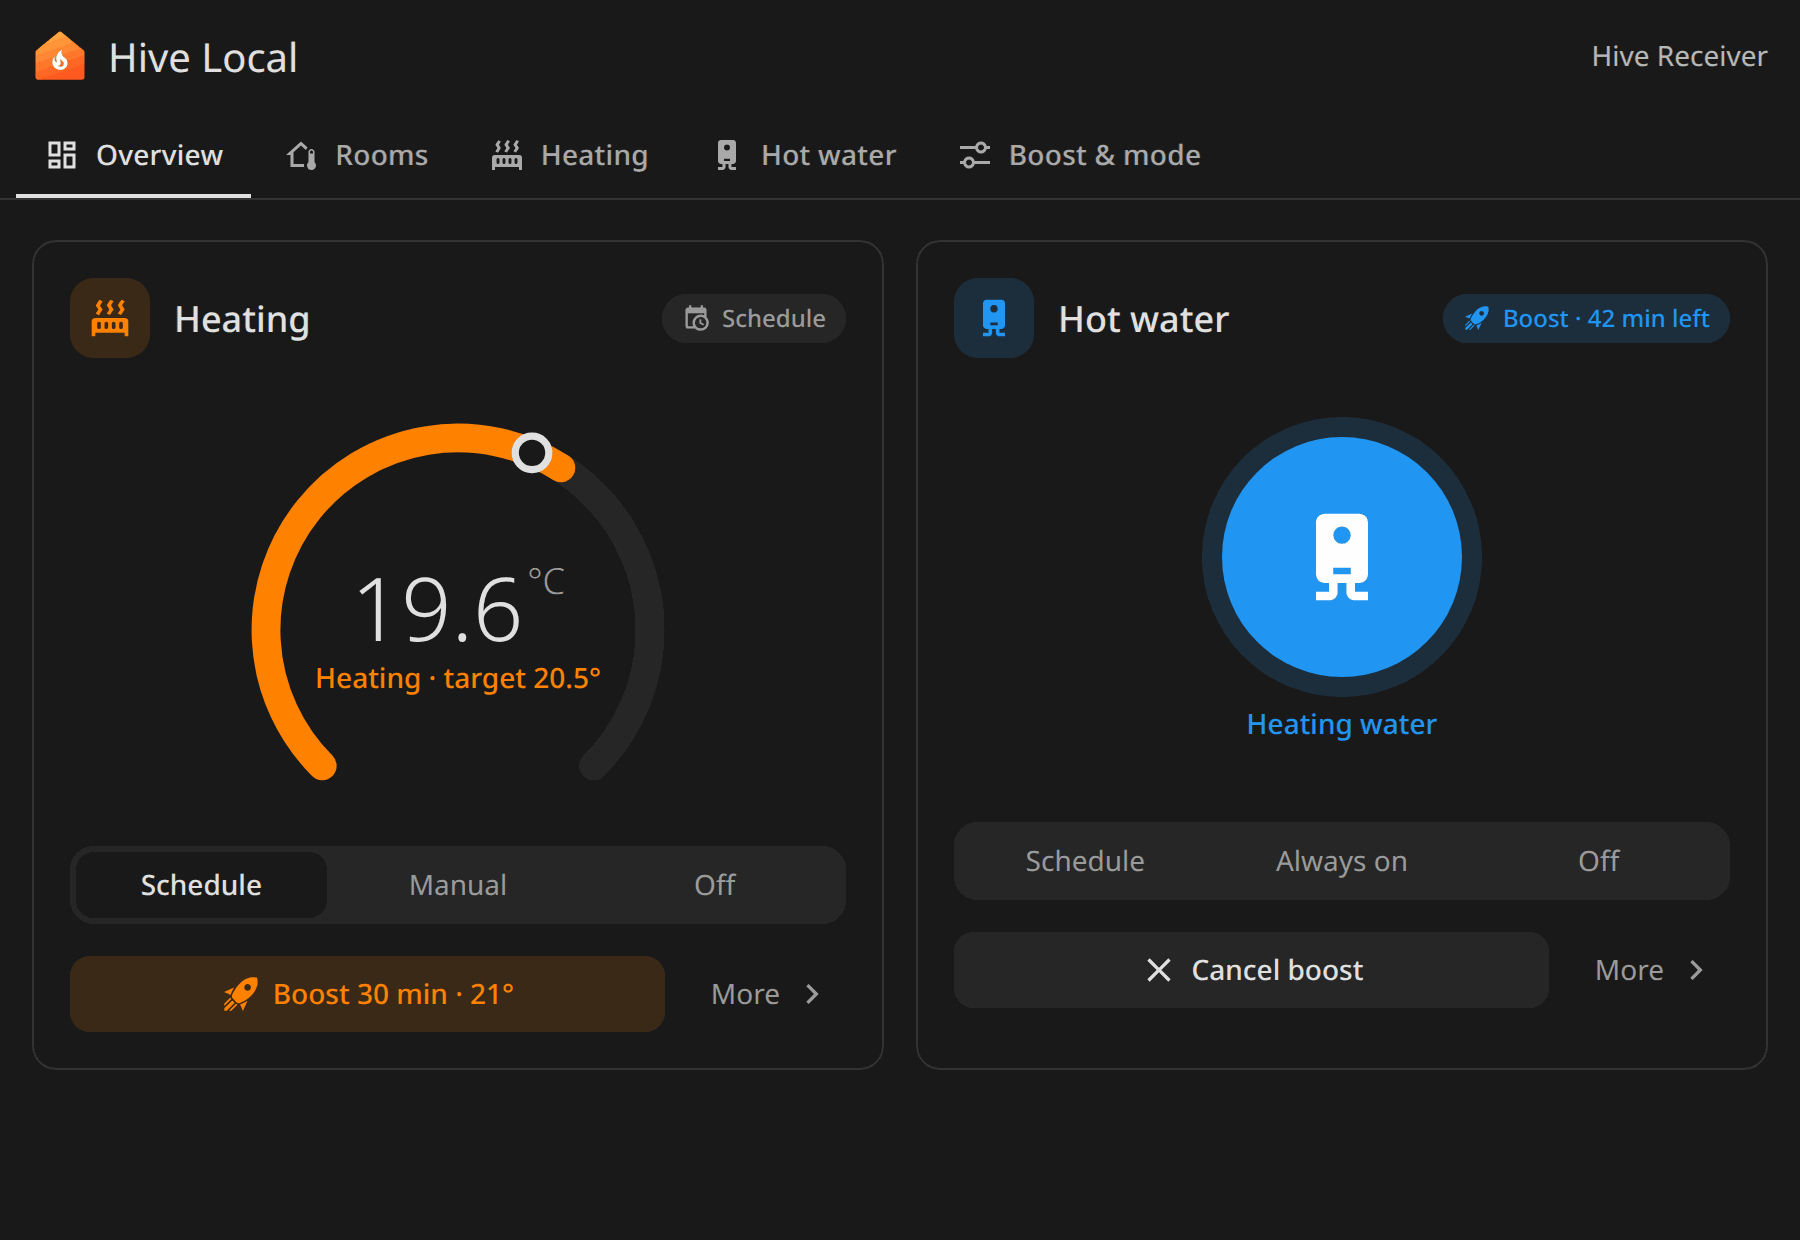 Hive Local
Hive Receiver
Overview
Rooms
Heating
Hot water
Boost & mode
Heating
Schedule
19.6 °C
Heating · target 20.5°
Schedule
Manual
Off
Boost 30 min · 21°
More
Hot water
Boost · 42 min left
Heating water
Schedule
Always on
Off
Cancel boost
More